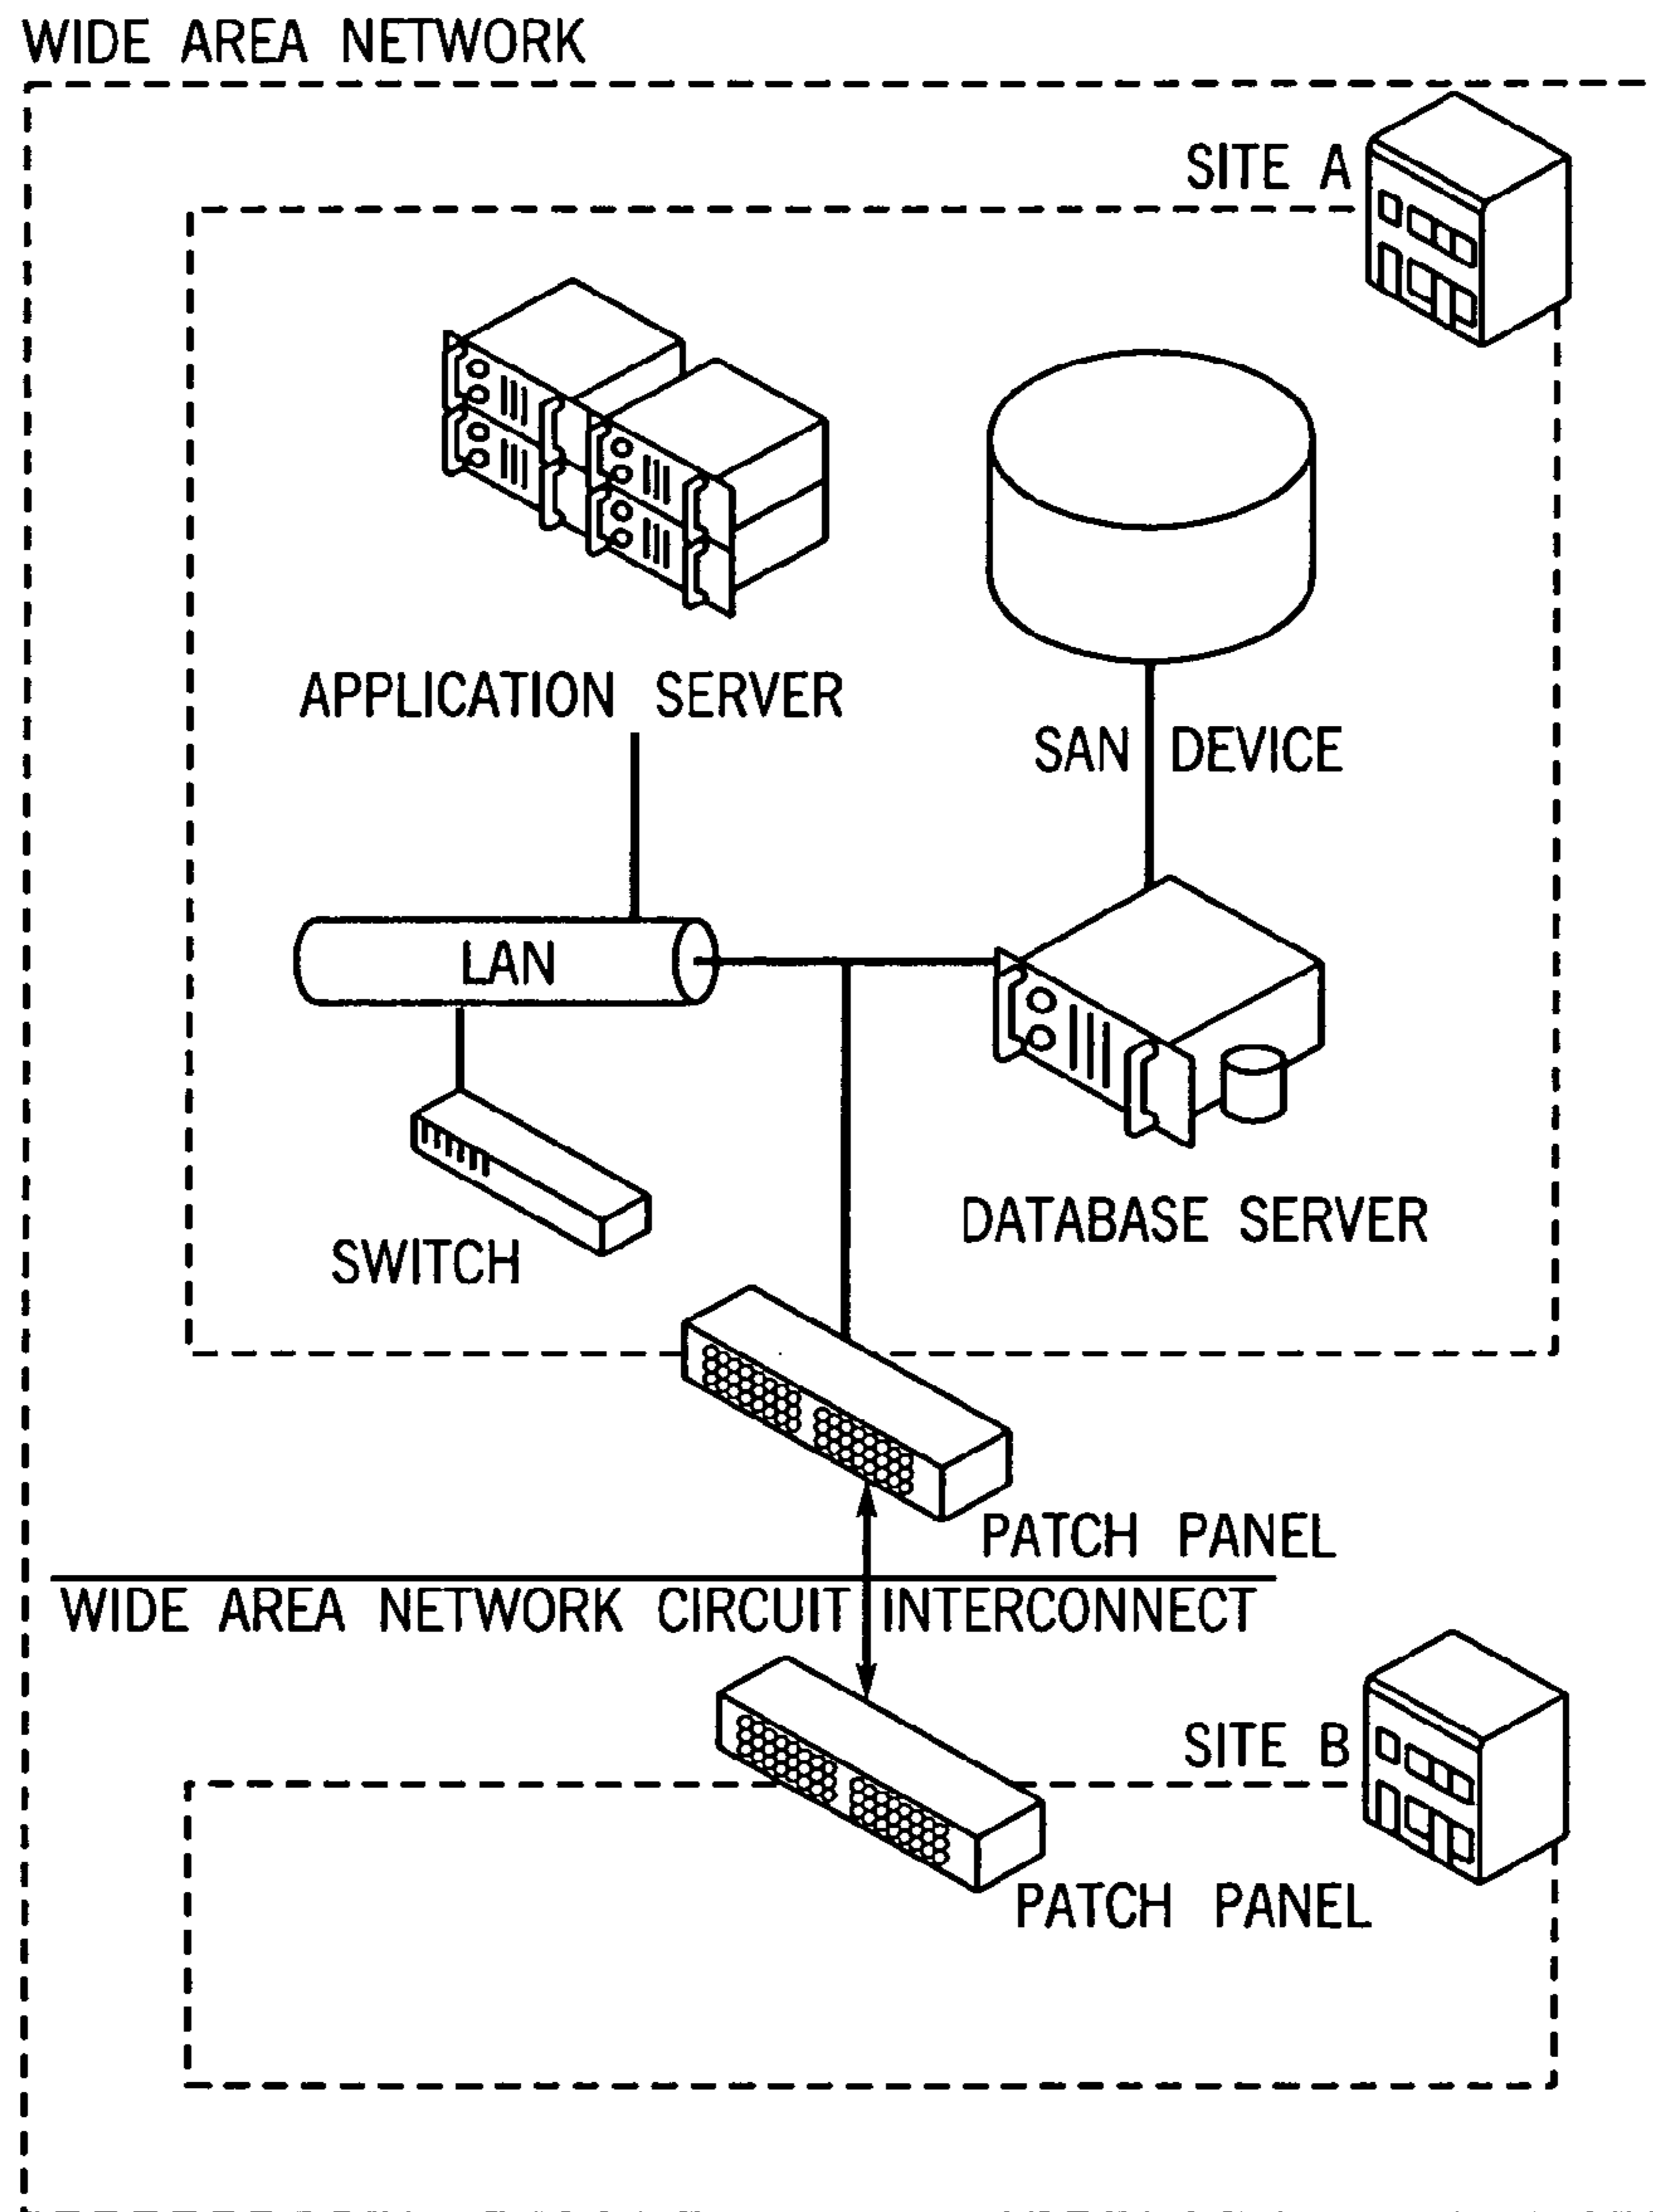 WIDE AREA NETWORK
SITE A
APPLICATION SERVER
SAN DEVICE
LAN
DATABASE SERVER
SWITCH
PATCH PANEL
WIDE AREA NETWORK CIRCUIT INTERCONNECT
SITE B
PATCH PANEL